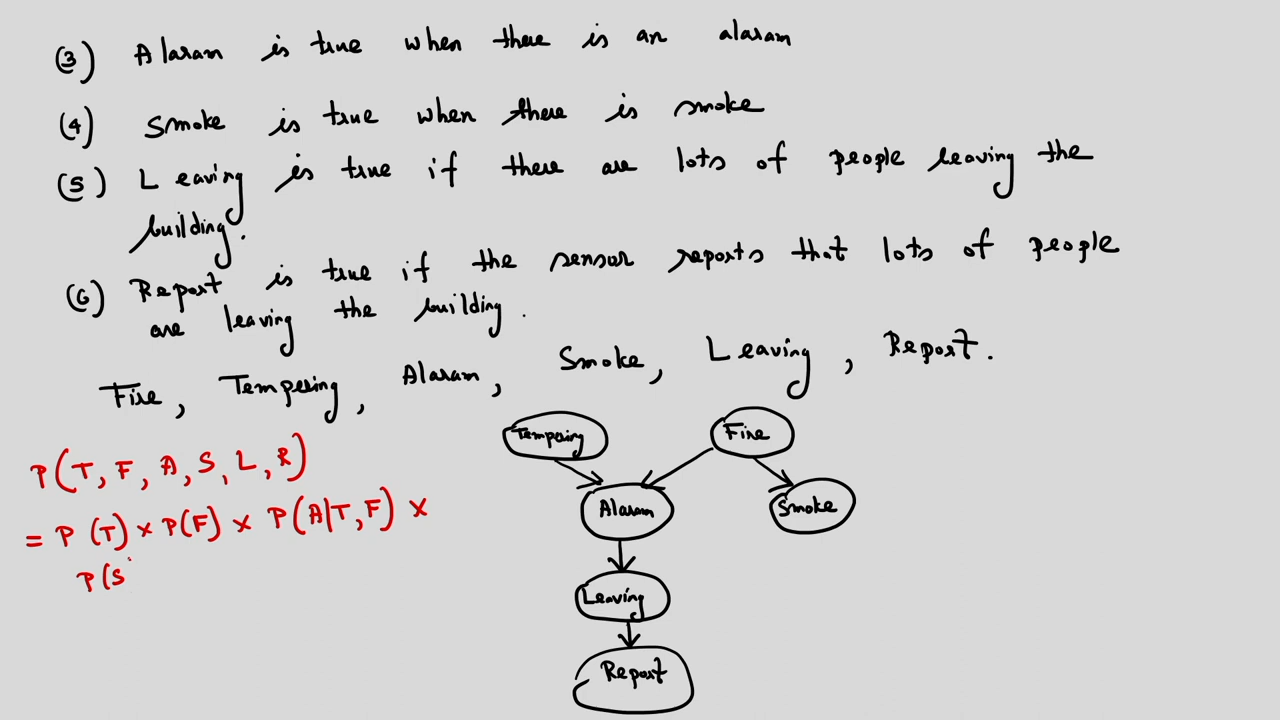 (3) Alaram is true when there is an alaram
(4) Smoke is true when there is smoke
(5) Leaving is true if there are lots of people leaving the
building.
(6) Report is true if the sensor reports that lots of people
are leaving the building.
Fire, Tempering, Alaram, Smoke, Leaving, Report.
Tempering
Fire
P(T, F, A, S, L, R)
Alaram
Smoke
= P(T) × P(F) × P(A|T, F) ×
P(S
Leaving
Report